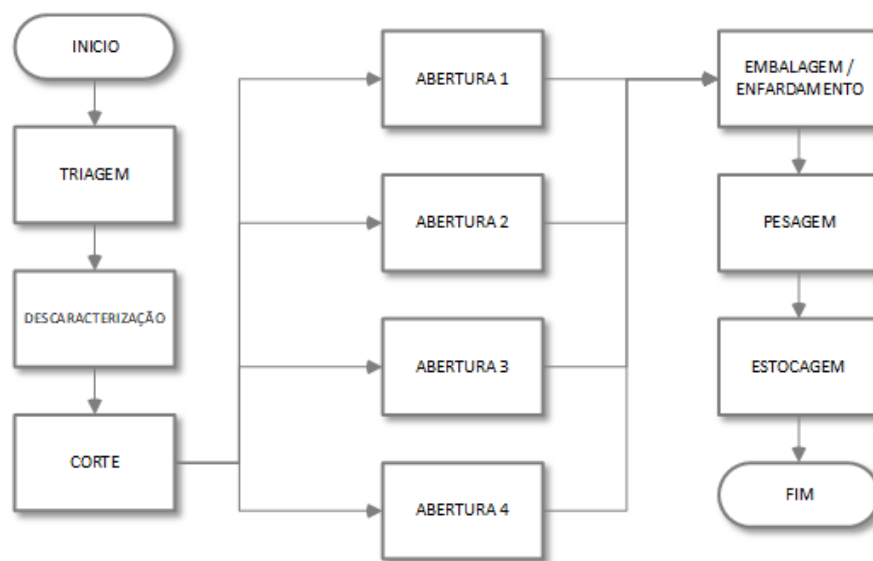 INICIO
TRIAGEM
DESCARACTERIZAÇÃO
CORTE
ABERTURA 1
ABERTURA 2
ABERTURA 3
ABERTURA 4
EMBALAGEM /
ENFARDAMENTO
PESAGEM
ESTOCAGEM
FIM